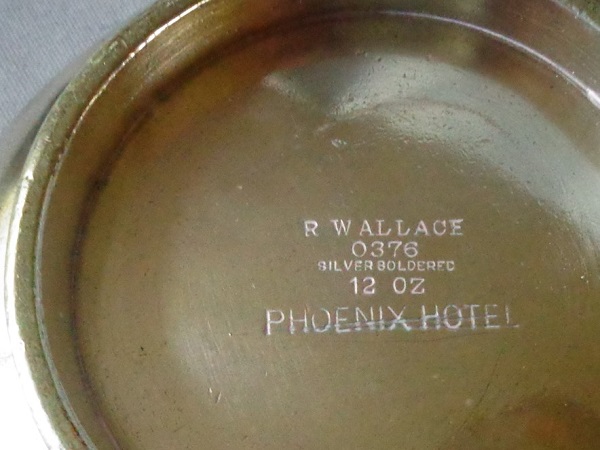 R WALLACE
0376
SILVER SOLDERED
12 OZ
PHOENIX HOTEL